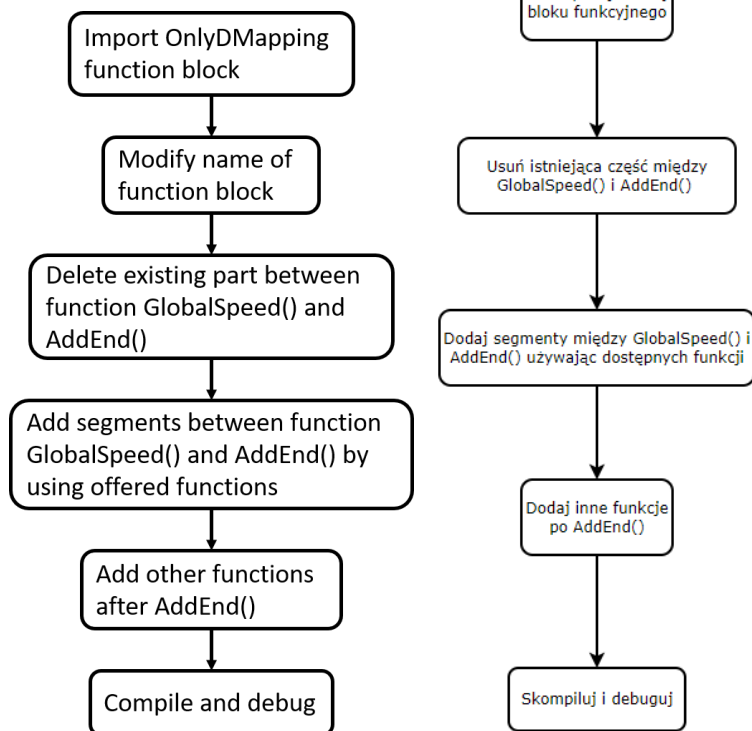 Import OnlyDMapping
function block
Modify name of
function block
Delete existing part between
function GlobalSpeed() and
AddEnd()
Add segments between function
GlobalSpeed() and AddEnd() by
using offered functions
Add other functions
after AddEnd()
Compile and debug
bloku funkcyjnego
Usuń istniejąca część między
GlobalSpeed() i AddEnd()
Dodaj segmenty między GlobalSpeed() i
AddEnd() używając dostępnych funkcji
Dodaj inne funkcje
po AddEnd()
Skompiluj i debuguj